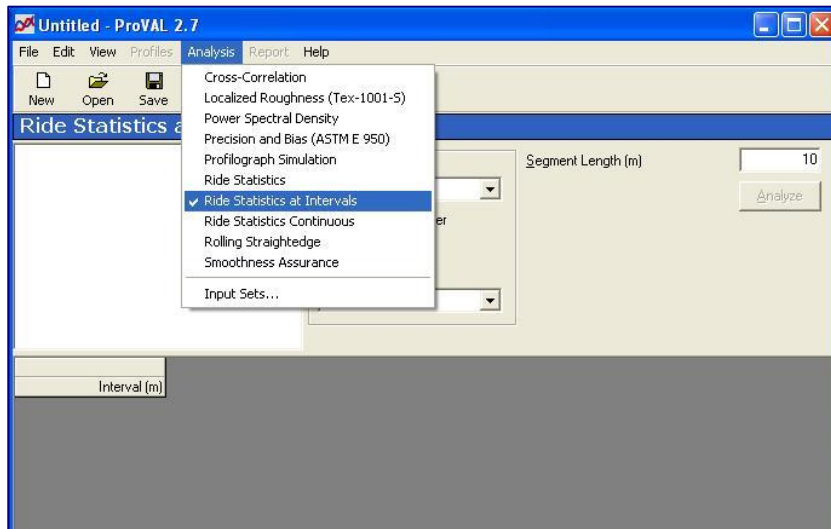 Untitled - ProVAL 2.7
File Edit View Profiles Analysis Report Help
New Open Save
Ride Statistics a
Cross-Correlation
Localized Roughness (Tex-1001-S)
Power Spectral Density
Precision and Bias (ASTM E 950)
Profilograph Simulation
Ride Statistics
Ride Statistics at Intervals
Ride Statistics Continuous
Rolling Straightedge
Smoothness Assurance
Input Sets...
er
Segment Length (m) 10
Analyze
Interval (m)